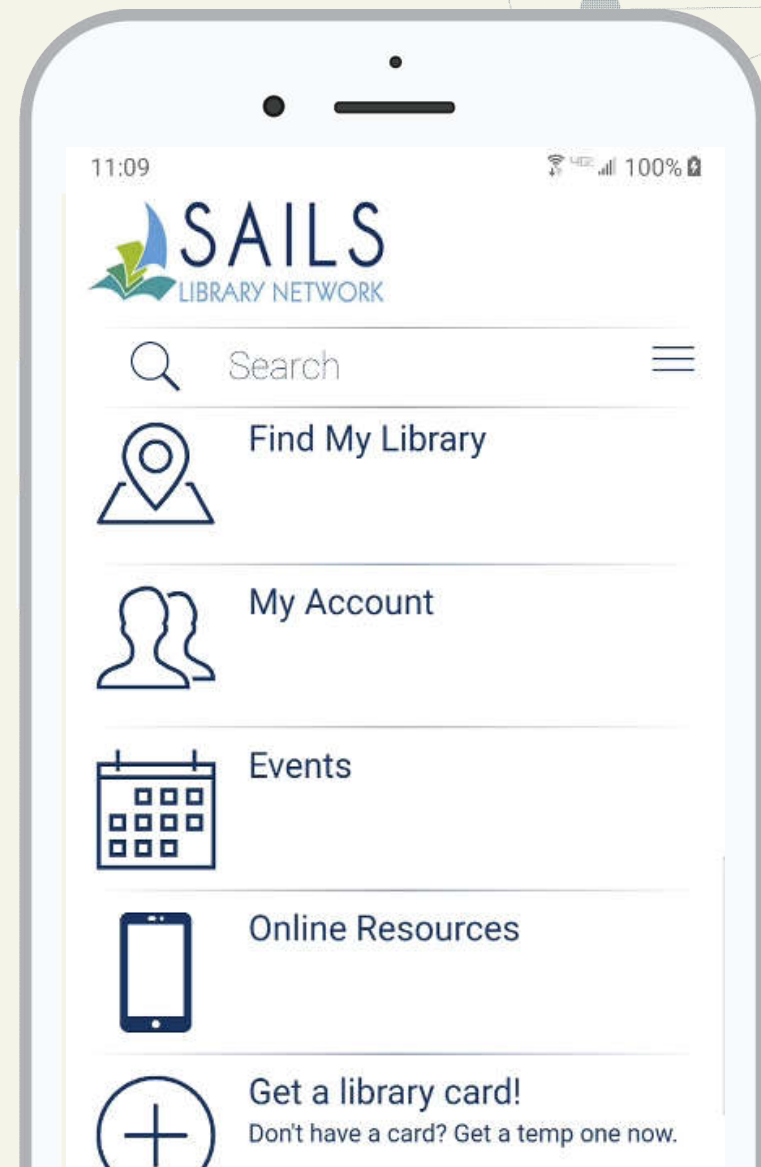 11:09
4G 100%
SAILS
LIBRARY NETWORK
Search
Find My Library
My Account
Events
Online Resources
Get a library card!
Don't have a card? Get a temp one now.